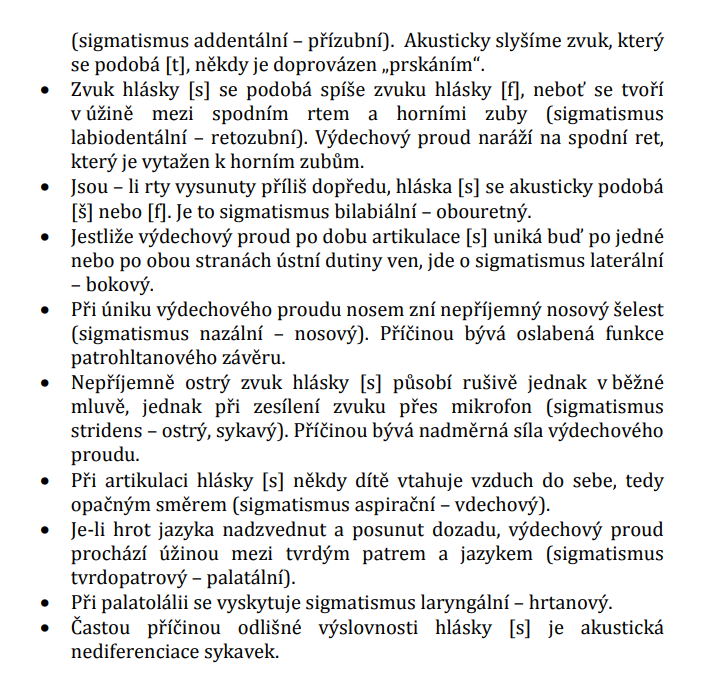 (sigmatismus addentální – přízubní). Akusticky slyšíme zvuk, který
se podobá [t], někdy je doprovázen „prskáním“.
• Zvuk hlásky [s] se podobá spíše zvuku hlásky [f], neboť se tvoří
v úžině mezi spodním rtem a horními zuby (sigmatismus
labiodentální – retozubní). Výdechový proud naráží na spodní ret,
který je vytažen k horním zubům.
• Jsou – li rty vysunuty příliš dopředu, hláska [s] se akusticky podobá
[š] nebo [f]. Je to sigmatismus bilabiální – obouretný.
• Jestliže výdechový proud po dobu artikulace [s] uniká buď po jedné
nebo po obou stranách ústní dutiny ven, jde o sigmatismus laterální
– bokový.
• Při úniku výdechového proudu nosem zní nepříjemný nosový šelest
(sigmatismus nazální – nosový). Příčinou bývá oslabená funkce
patrohltanového závěru.
• Nepříjemně ostrý zvuk hlásky [s] působí rušivě jednak v běžné
mluvě, jednak při zesílení zvuku přes mikrofon (sigmatismus
stridens – ostrý, sykavý). Příčinou bývá nadměrná síla výdechového
proudu.
• Při artikulaci hlásky [s] někdy dítě vtahuje vzduch do sebe, tedy
opačným směrem (sigmatismus aspirační – vdechový).
• Je-li hrot jazyka nadzvednut a posunut dozadu, výdechový proud
prochází úžinou mezi tvrdým patrem a jazykem (sigmatismus
tvrdopatrový – palatální).
• Při palatolálii se vyskytuje sigmatismus laryngální – hrtanový.
• Častou příčinou odlišné výslovnosti hlásky [s] je akustická
nediferenciace sykavek.